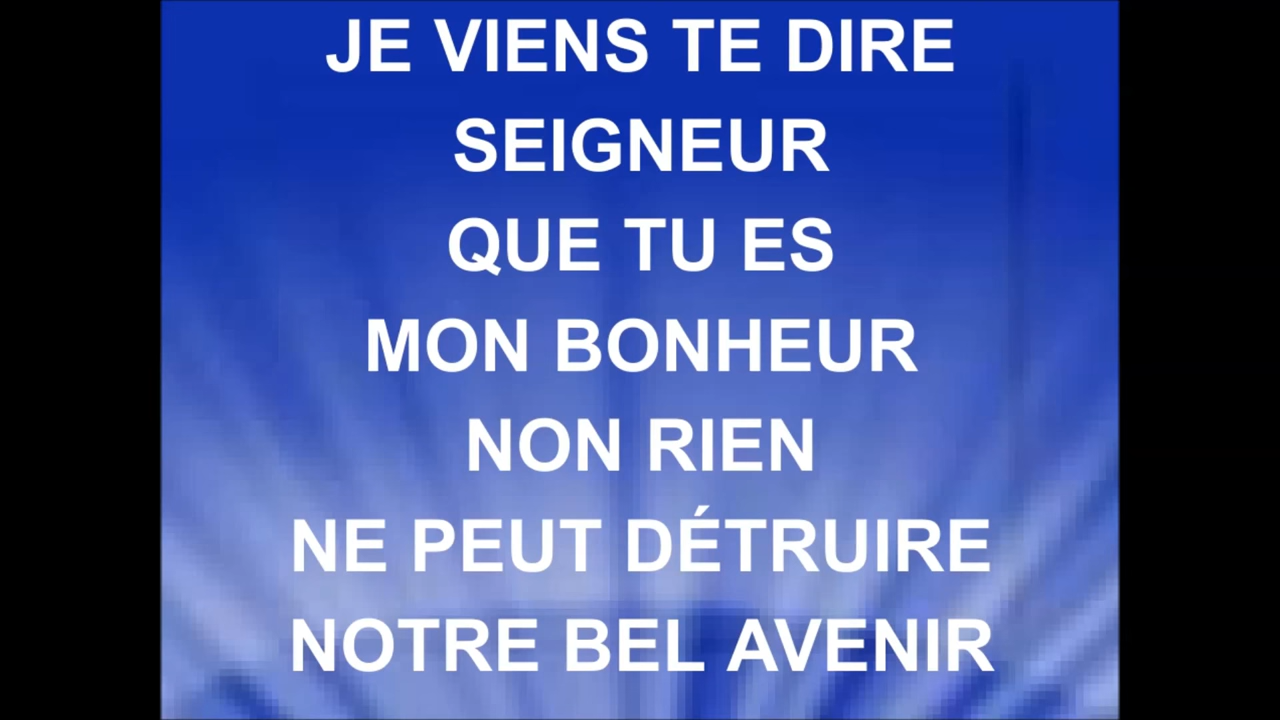 JE VIENS TE DIRE
SEIGNEUR
QUE TU ES
MON BONHEUR
NON RIEN
NE PEUT DÉTRUIRE
NOTRE BEL AVENIR